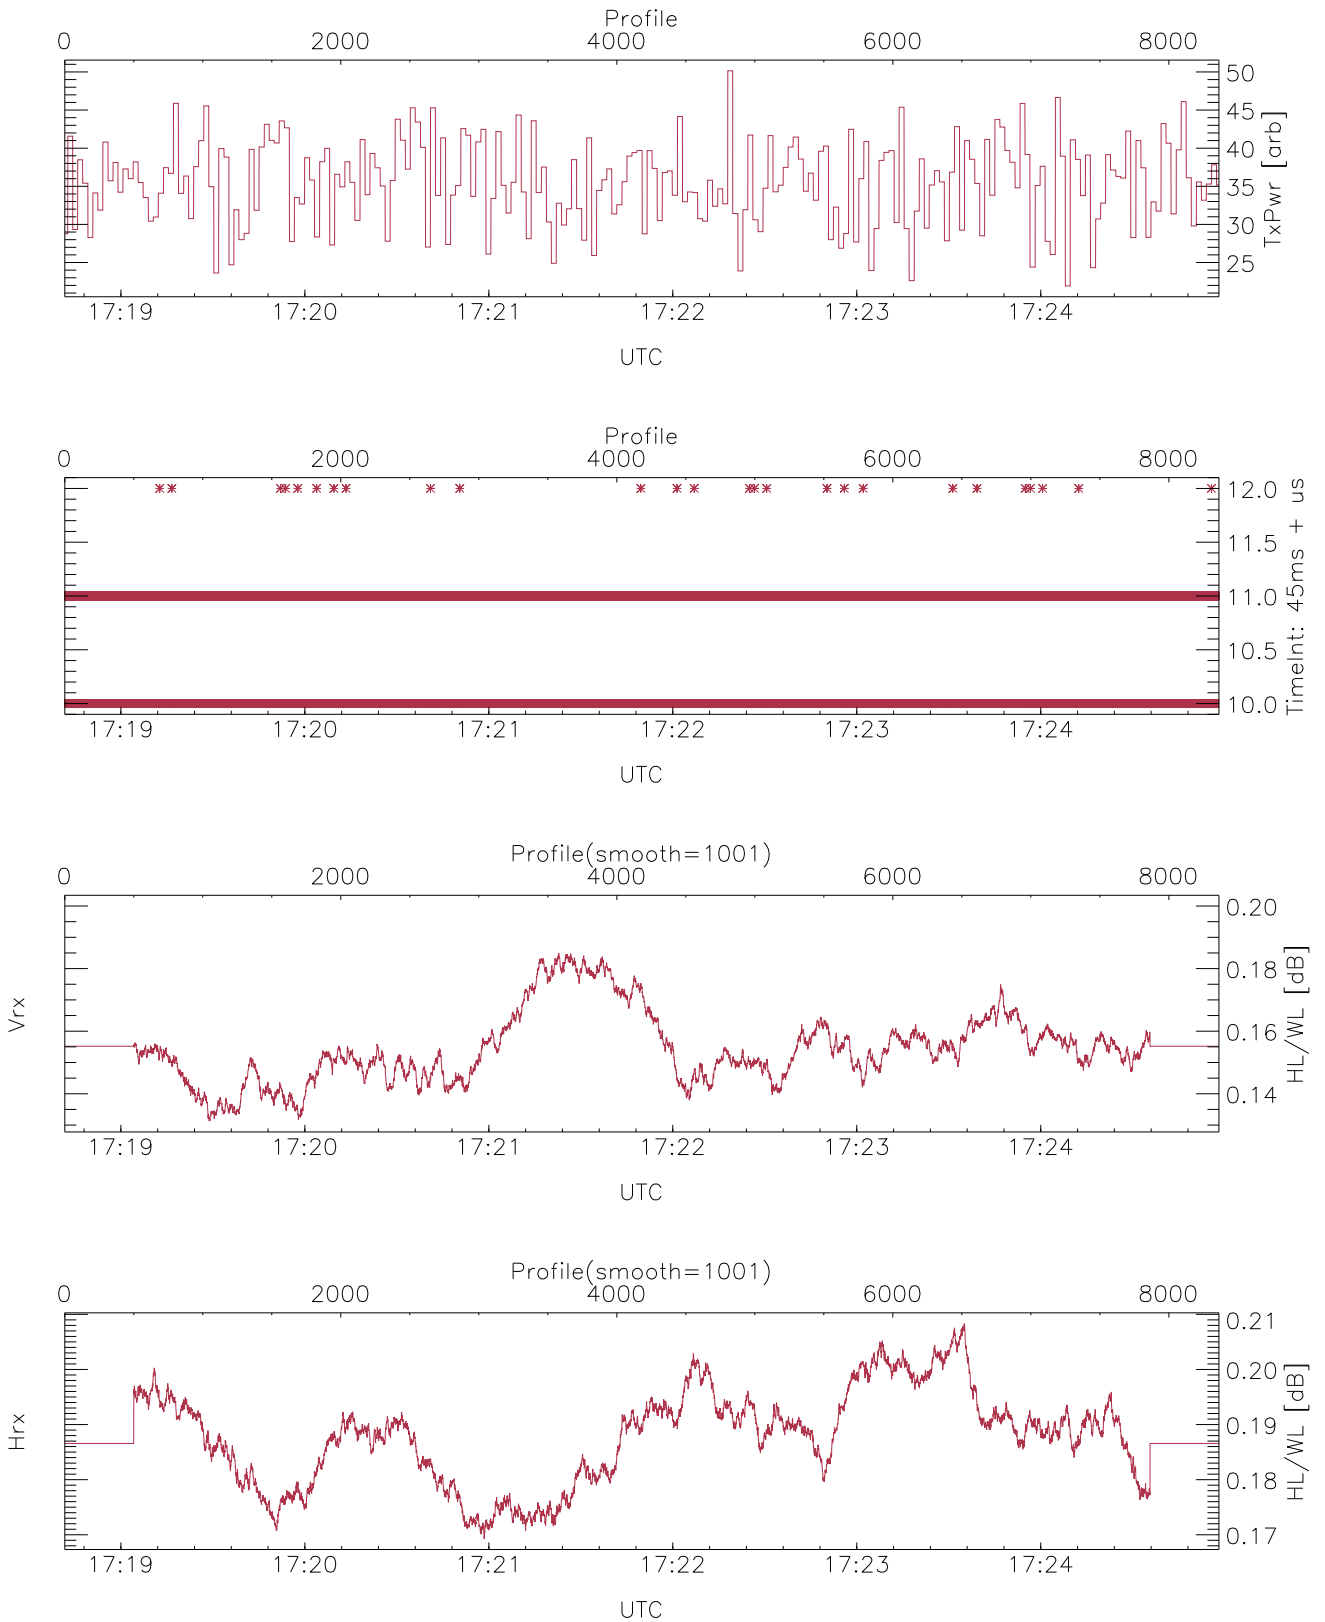 Profile
0 2000 4000 6000 8000
50
45
40
35
30
25
TxPwr [arb]
17:19 17:20 17:21 17:22 17:23 17:24
UTC
Profile
0 2000 4000 6000 8000
12.0
11.5
11.0
10.5
10.0
TimeInt: 45ms + us
17:19 17:20 17:21 17:22 17:23 17:24
UTC
Profile(smooth=1001)
0 2000 4000 6000 8000
Vrx
0.20
0.18
0.16
0.14
HL/WL [dB]
17:19 17:20 17:21 17:22 17:23 17:24
UTC
Profile(smooth=1001)
0 2000 4000 6000 8000
Hrx
0.21
0.20
0.19
0.18
0.17
HL/WL [dB]
17:19 17:20 17:21 17:22 17:23 17:24
UTC